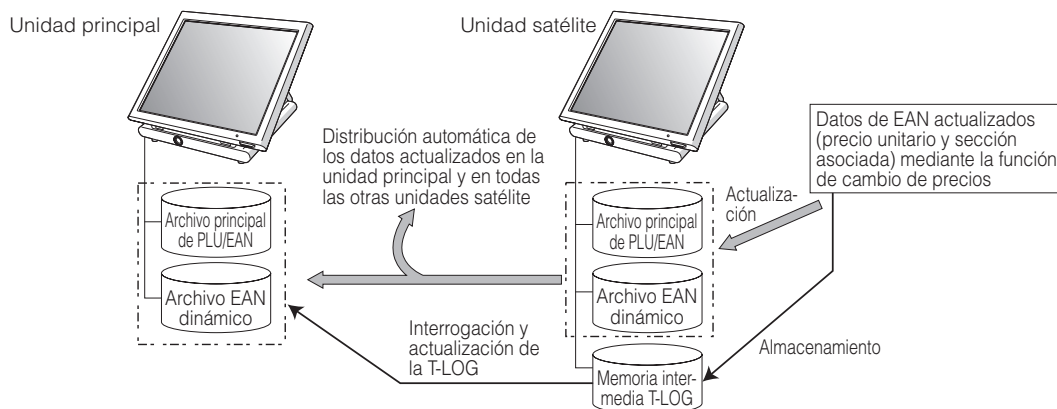 Unidad principal
Unidad satélite
Distribución automática de
los datos actualizados en la
unidad principal y en todas
las otras unidades satélite
Datos de EAN actualizados
(precio unitario y sección
asociada) mediante la función
de cambio de precios
Actualiza-
ción
Archivo principal
de PLU/EAN
Archivo EAN
dinámico
Archivo principal
de PLU/EAN
Archivo EAN
dinámico
Interrogación y
actualización de
la T-LOG
Almacenamiento
Memoria inter-
media T-LOG